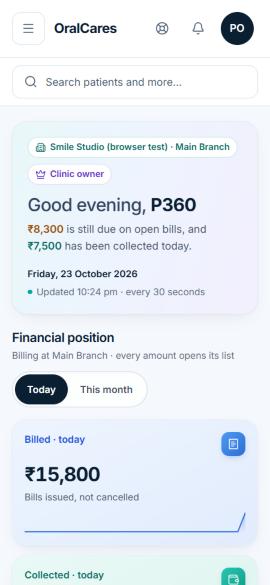 OralCares
PO
Search patients and more...
Smile Studio (browser test) · Main Branch
Clinic owner
Good evening, P360
₹8,300 is still due on open bills, and
₹7,500 has been collected today.
Friday, 23 October 2026
Updated 10:24 pm · every 30 seconds
Financial position
Billing at Main Branch · every amount opens its list
Today
This month
Billed · today
₹15,800
Bills issued, not cancelled
Collected · today